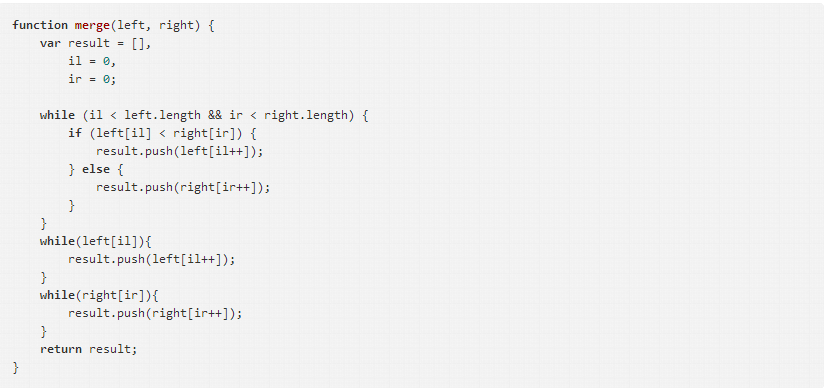 function merge(left, right) {
    var result = [],
        il = 0,
        ir = 0;

    while (il < left.length && ir < right.length) {
        if (left[il] < right[ir]) {
            result.push(left[il++]);
        } else {
            result.push(right[ir++]);
        }
    }
    while(left[il]){
        result.push(left[il++]);
    }
    while(right[ir]){
        result.push(right[ir++]);
    }
    return result;
}